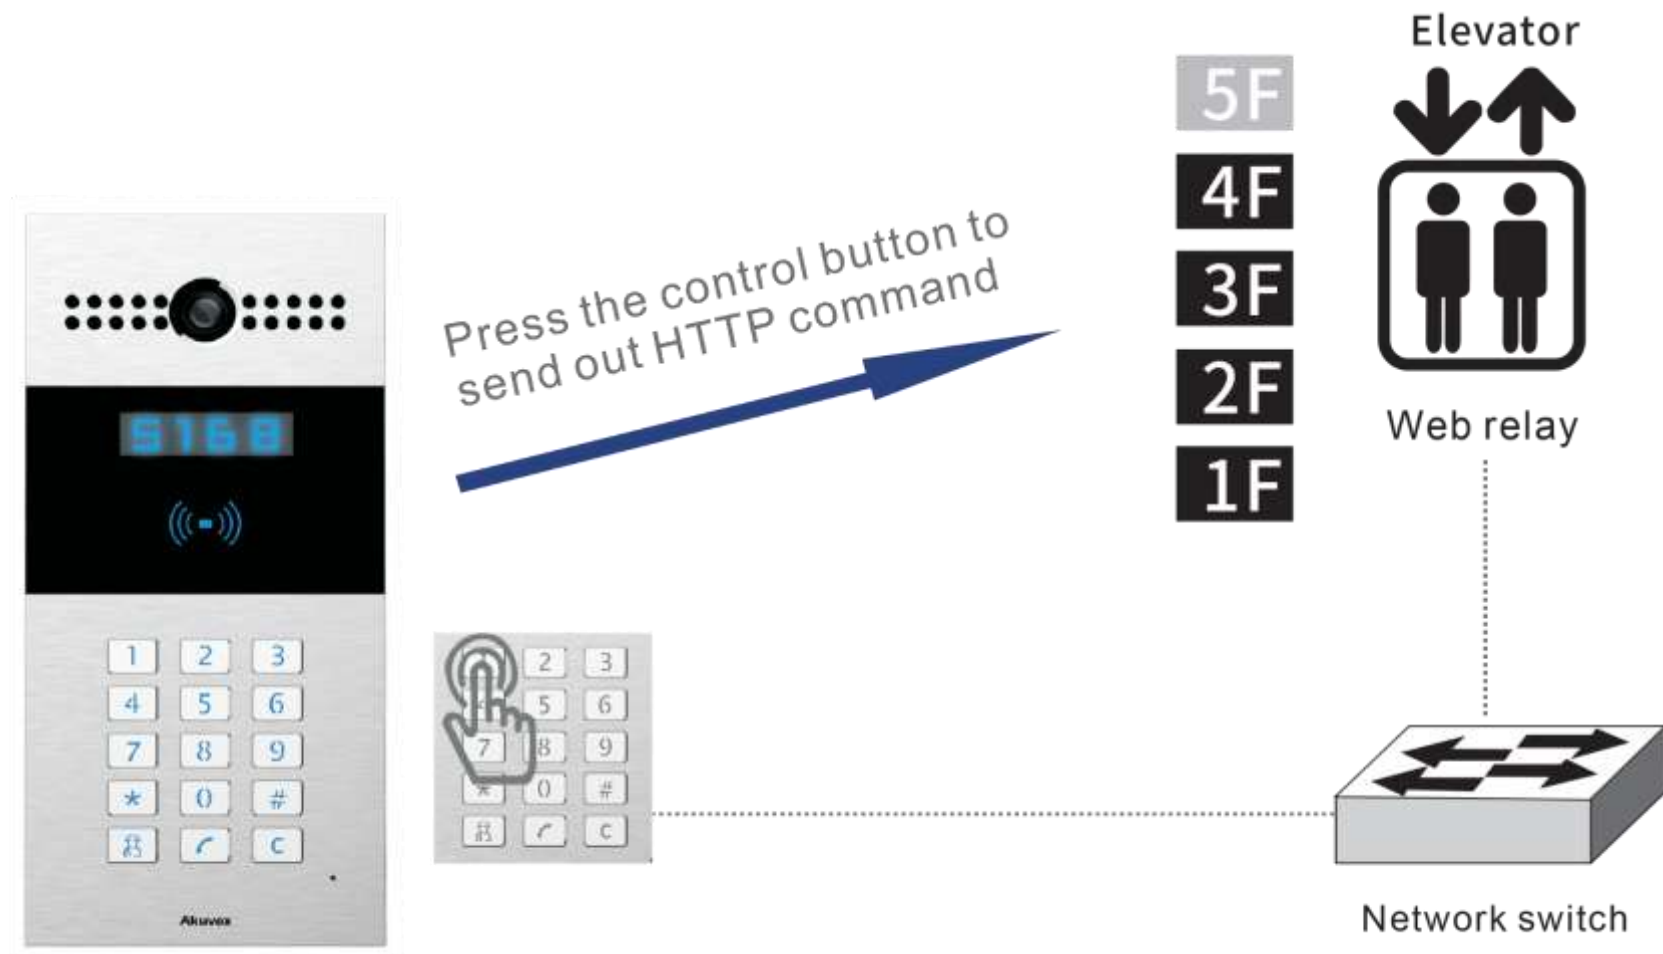 Elevator
5F
4F
3F
2F
1F
Press the control button to
send out HTTP command
Web relay
5168
1 2 3
4 5 6
7 8 9
* 0 #
C
Akuvox
2 3
5 6
7 8 9
* 0 #
C
Network switch